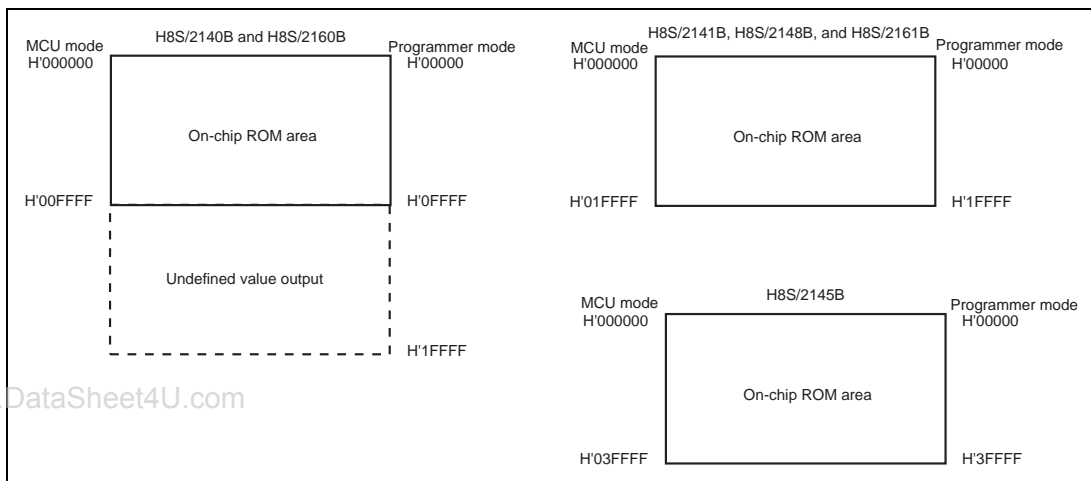 H8S/2140B and H8S/2160B
MCU mode
Programmer mode
H'000000
H'00000
On-chip ROM area
H'00FFFF
H'0FFFF
Undefined value output
H'1FFFF
H8S/2141B, H8S/2148B, and H8S/2161B
MCU mode
Programmer mode
H'000000
H'00000
On-chip ROM area
H'01FFFF
H'1FFFF
H8S/2145B
MCU mode
Programmer mode
H'000000
H'00000
On-chip ROM area
H'03FFFF
H'3FFFF
.DataSheet4U.com